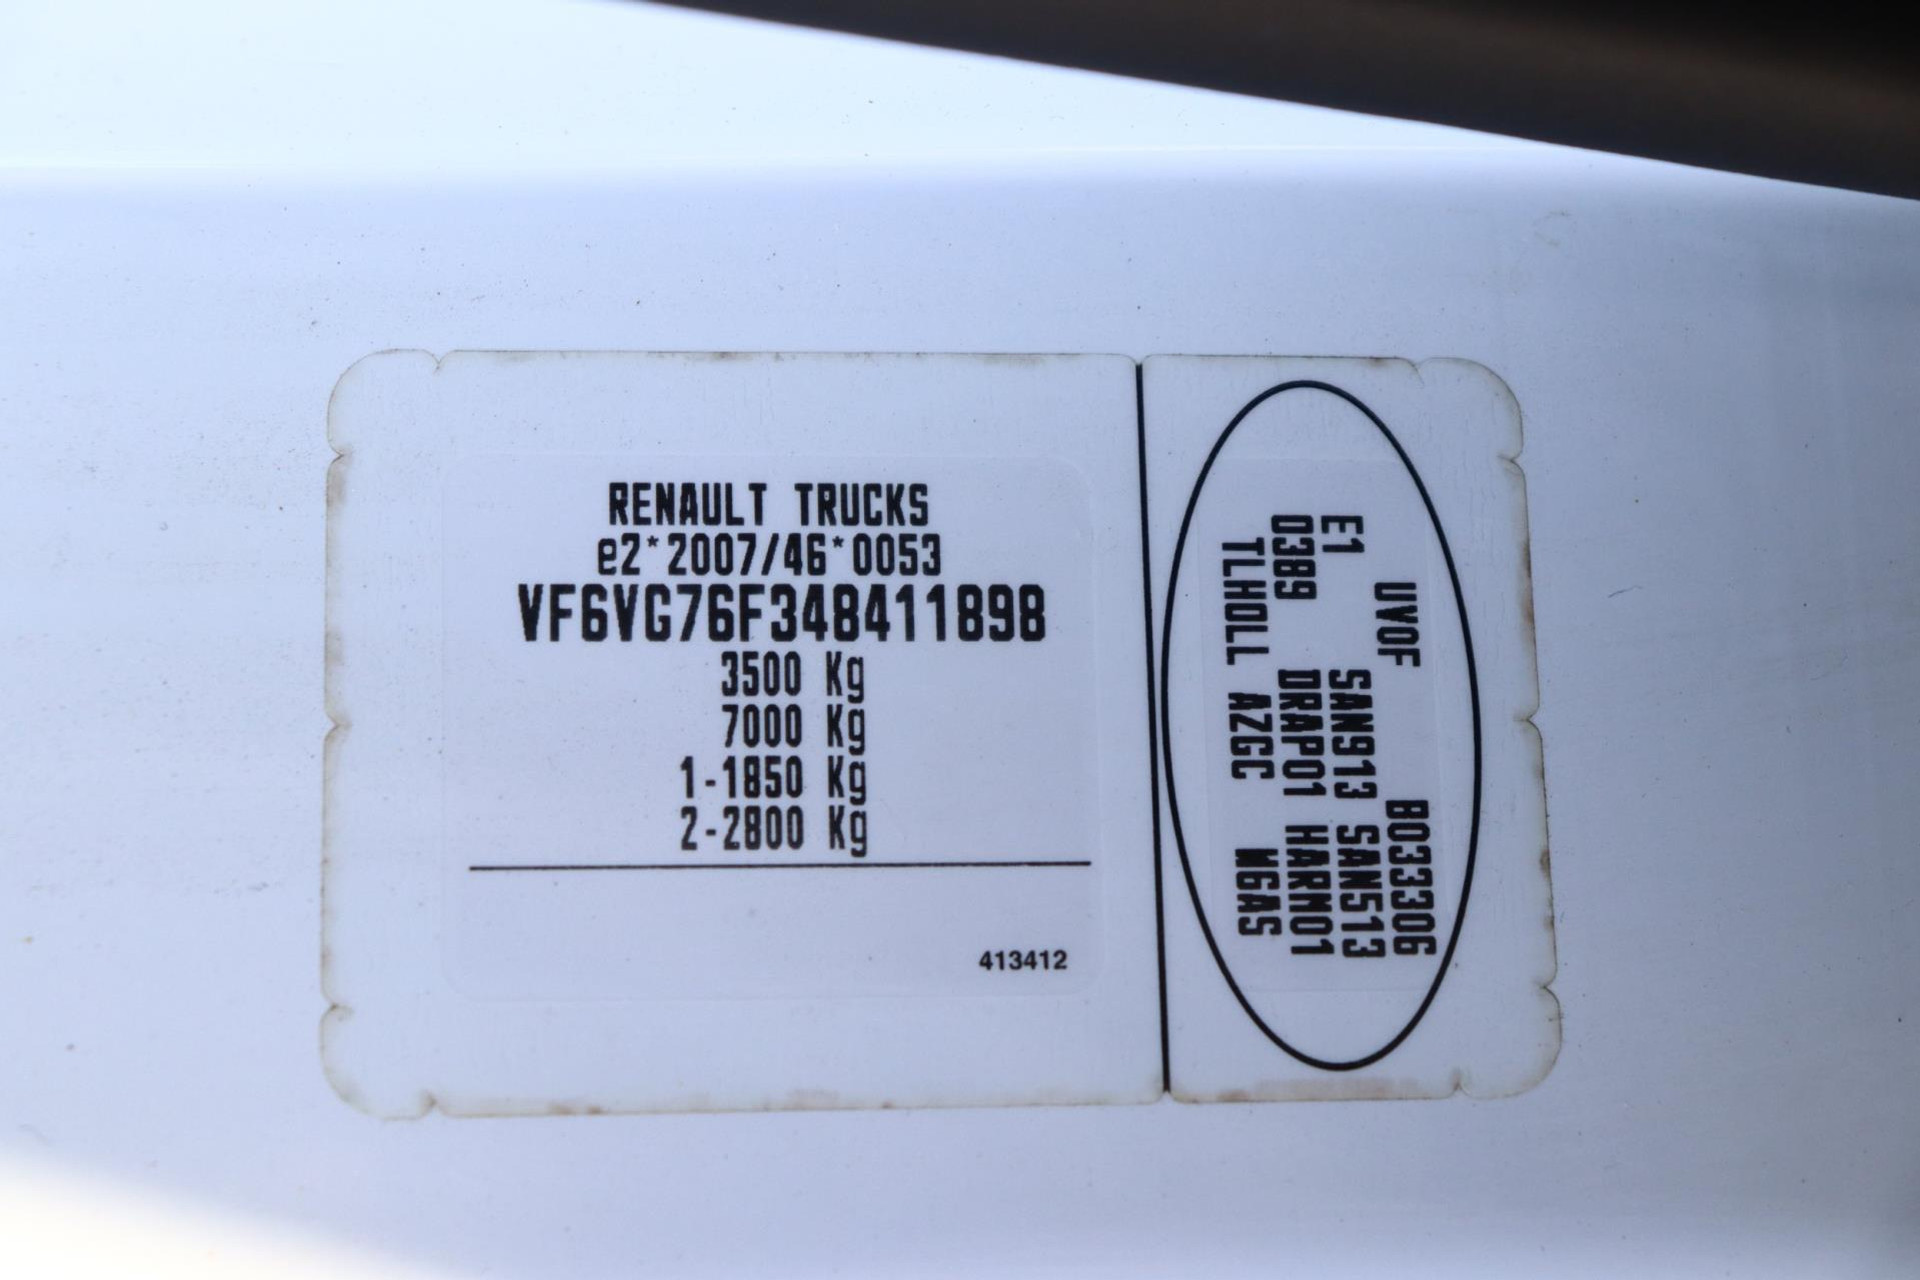 RENAULT TRUCKS
e2*2007/46*0053
VF6VG76F348411898
3500 Kg
7000 Kg
1-1850 Kg
2-2800 Kg
413412
UVOF B033306
E1 SAN913 SAN513
0389 DRAP01 HARM01
TLHOLL AZGC M6AS